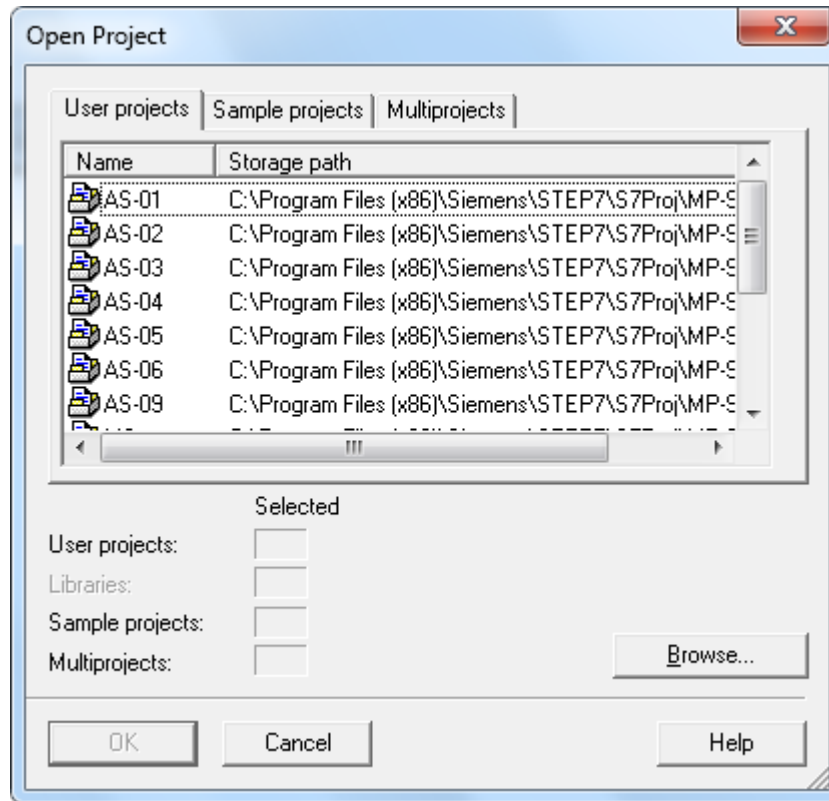 Open Project
User projects Sample projects Multiprojects
Name Storage path
AS-01 C:\Program Files (x86)\Siemens\STEP7\S7Proj\MP-S
AS-02 C:\Program Files (x86)\Siemens\STEP7\S7Proj\MP-S
AS-03 C:\Program Files (x86)\Siemens\STEP7\S7Proj\MP-S
AS-04 C:\Program Files (x86)\Siemens\STEP7\S7Proj\MP-S
AS-05 C:\Program Files (x86)\Siemens\STEP7\S7Proj\MP-S
AS-06 C:\Program Files (x86)\Siemens\STEP7\S7Proj\MP-S
AS-09 C:\Program Files (x86)\Siemens\STEP7\S7Proj\MP-S
Selected
User projects:
Libraries:
Sample projects:
Multiprojects:
Browse...
OK Cancel Help